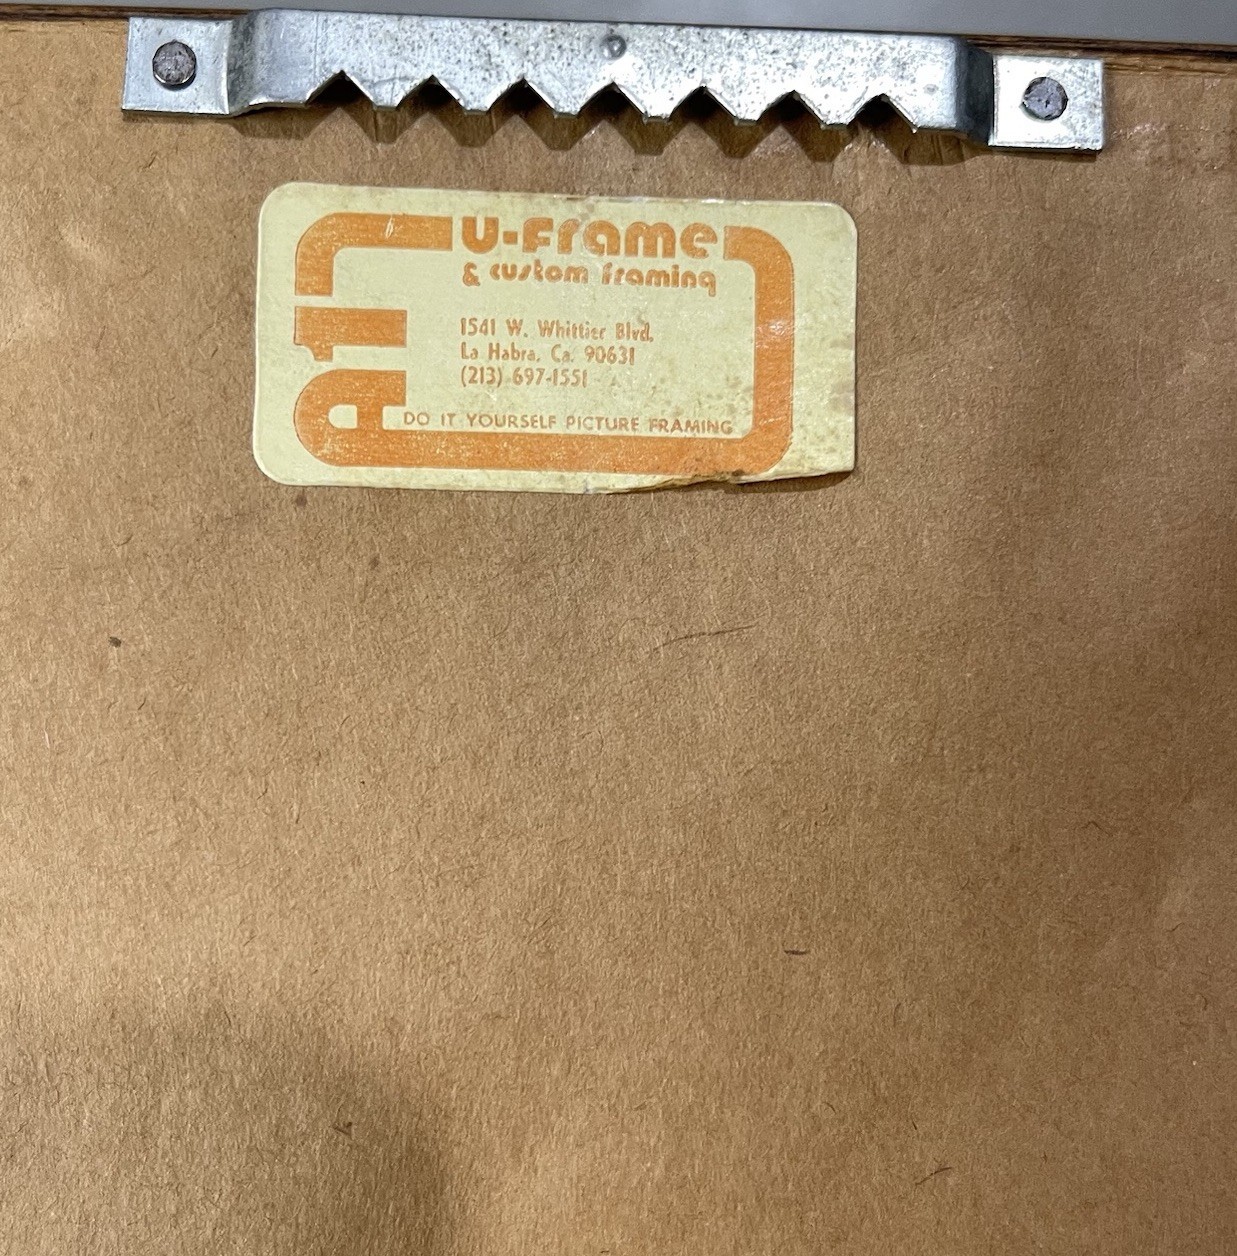 A1
U-Frame
& custom framing
1541 W. Whittier Blvd.
La Habra, Ca. 90631
(213) 697-1551
DO IT YOURSELF PICTURE FRAMING